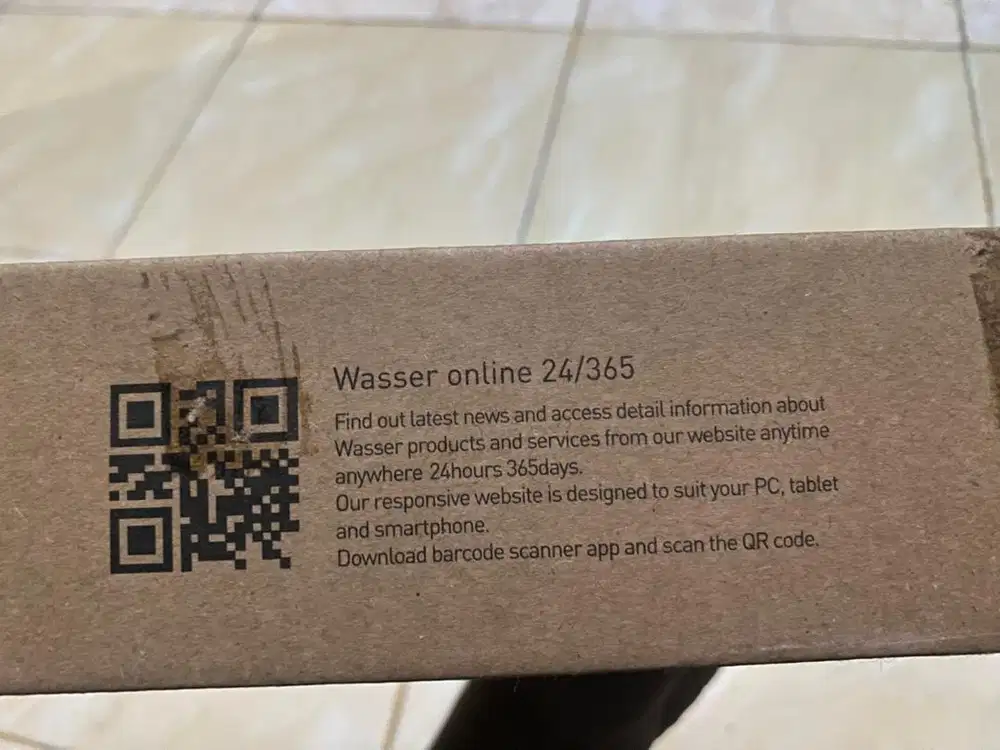 Wasser online 24/365
Find out latest news and access detail information about
Wasser products and services from our website anytime
anywhere 24hours 365days.
Our responsive website is designed to suit your PC, tablet
and smartphone.
Download barcode scanner app and scan the QR code.